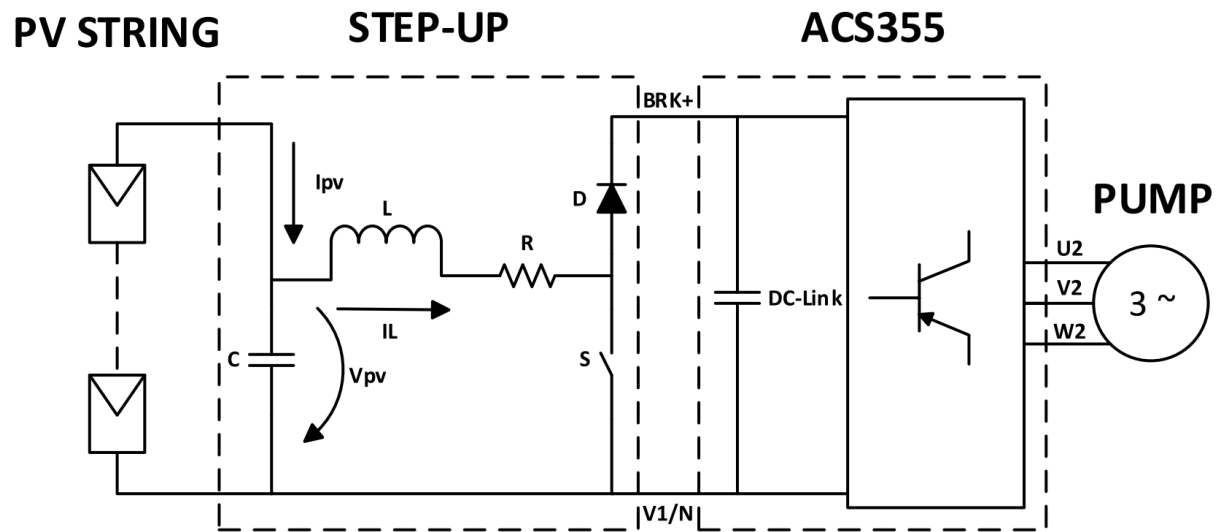 PV STRING
STEP-UP
ACS355
BRK+
Ipv
L
D
R
PUMP
U2
V2
W2
3 ~
DC-Link
IL
C
Vpv
S
V1/N